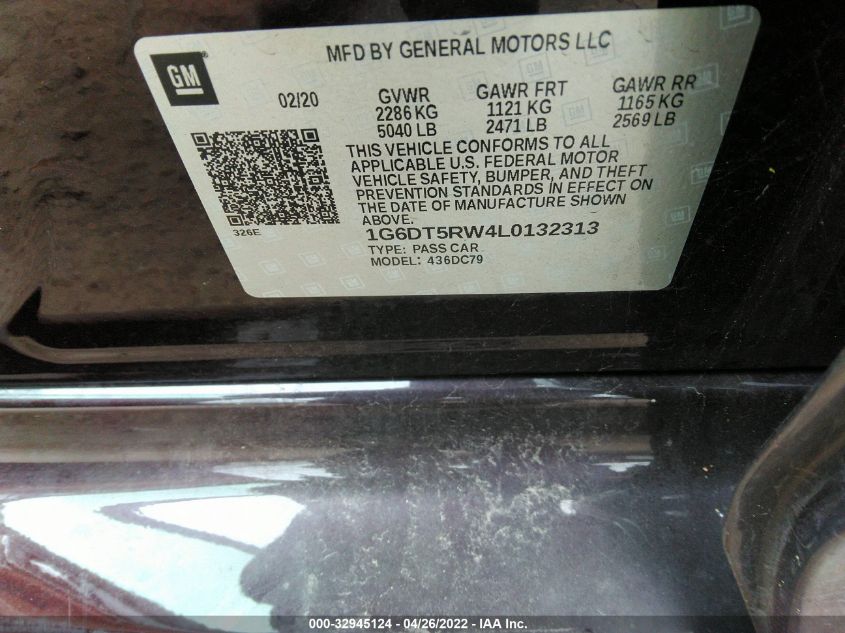 GM
MFD BY GENERAL MOTORS LLC
02/20
GVWR
2286 KG
5040 LB
GAWR FRT
1121 KG
2471 LB
GAWR RR
1165 KG
2569 LB
THIS VEHICLE CONFORMS TO ALL
APPLICABLE U.S. FEDERAL MOTOR
VEHICLE SAFETY, BUMPER, AND THEFT
PREVENTION STANDARDS IN EFFECT ON
THE DATE OF MANUFACTURE SHOWN
ABOVE.
326E
1G6DT5RW4L0132313
TYPE: PASS CAR
MODEL: 436DC79
000-32945124 - 04/26/2022 - IAA Inc.